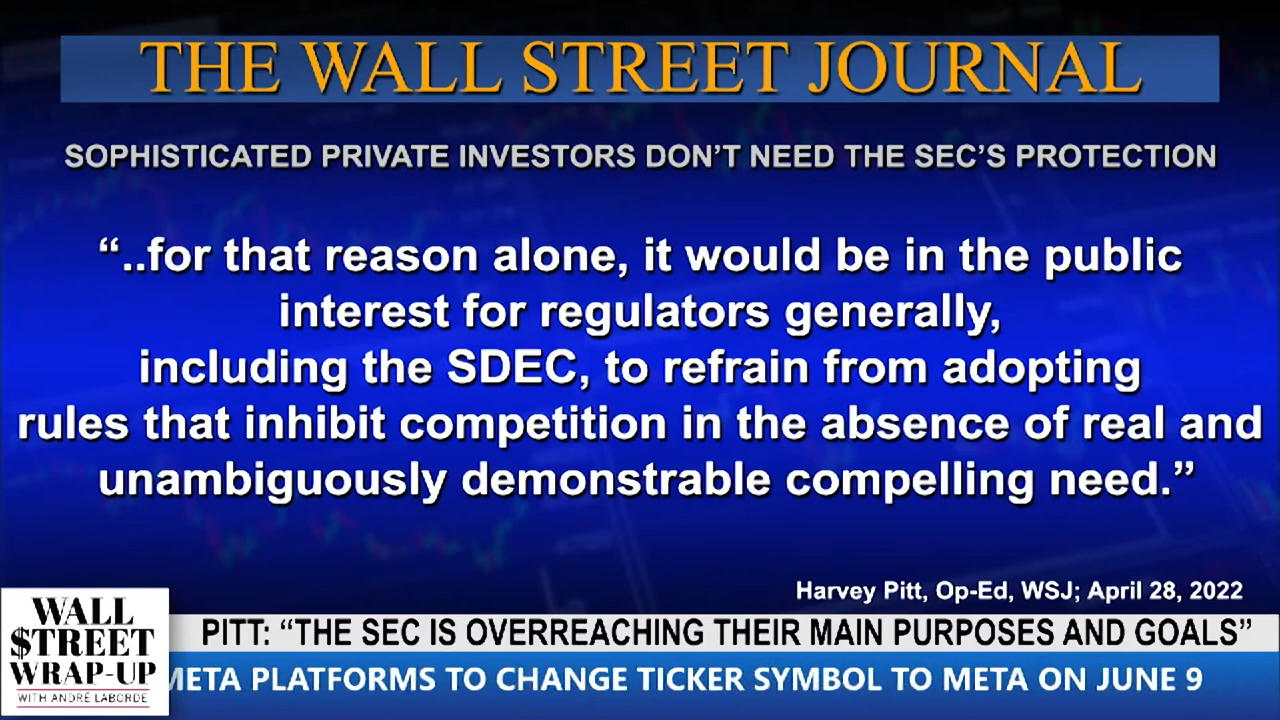 THE WALL STREET JOURNAL
SOPHISTICATED PRIVATE INVESTORS DON’T NEED THE SEC’S PROTECTION
“..for that reason alone, it would be in the public
interest for regulators generally,
including the SDEC, to refrain from adopting
rules that inhibit competition in the absence of real and
unambiguously demonstrable compelling need.”
Harvey Pitt, Op-Ed, WSJ; April 28, 2022
WALL
$TREET
WRAP-UP
WITH ANDRÉ LABORDE
PITT: “THE SEC IS OVERREACHING THEIR MAIN PURPOSES AND GOALS”
META PLATFORMS TO CHANGE TICKER SYMBOL TO META ON JUNE 9